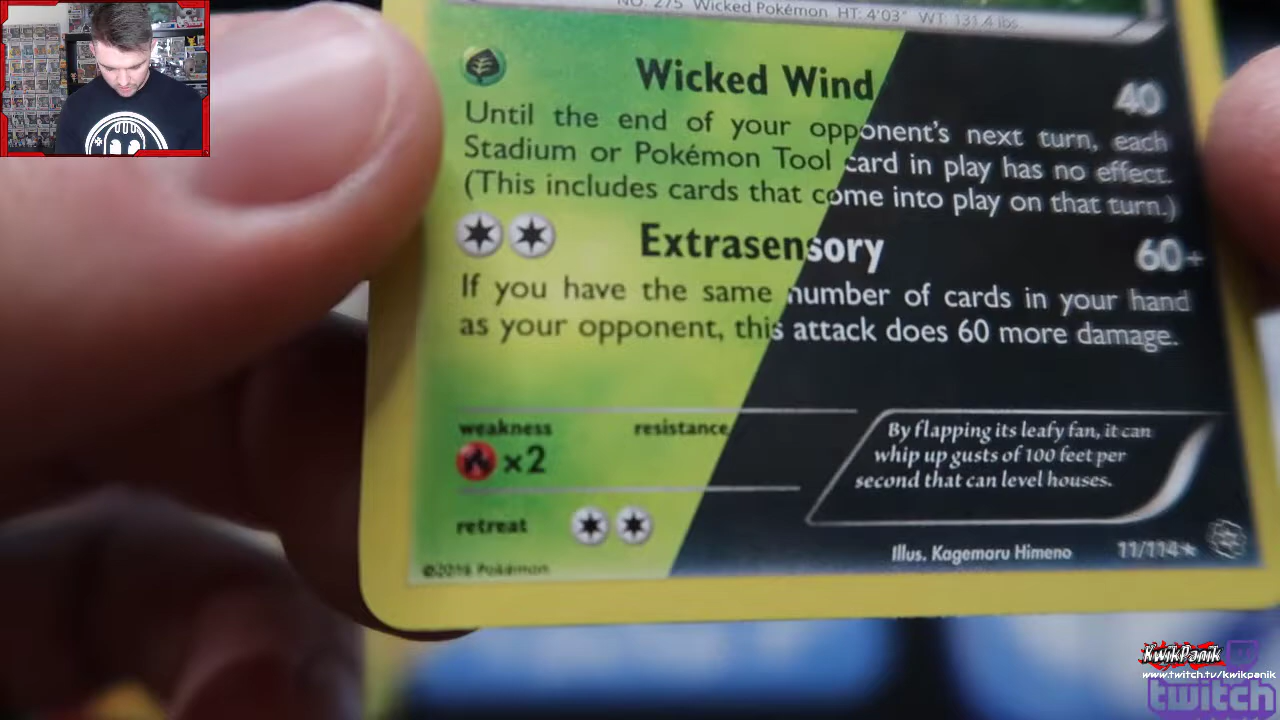 NO. 275 Wicked Pokémon HT: 4'03" WT: 131.4 lbs
Wicked Wind 40
Until the end of your opponent's next turn, each
Stadium or Pokémon Tool card in play has no effect.
(This includes cards that come into play on that turn.)
Extrasensory 60+
If you have the same number of cards in your hand
as your opponent, this attack does 60 more damage.
weakness resistance
x2
By flapping its leafy fan, it can
whip up gusts of 100 feet per
second that can level houses.
retreat
Illus. Kagemaru Himeno 11/114★
©2016 Pokémon
KwikPanik
www.twitch.tv/kwikpanik
twitch